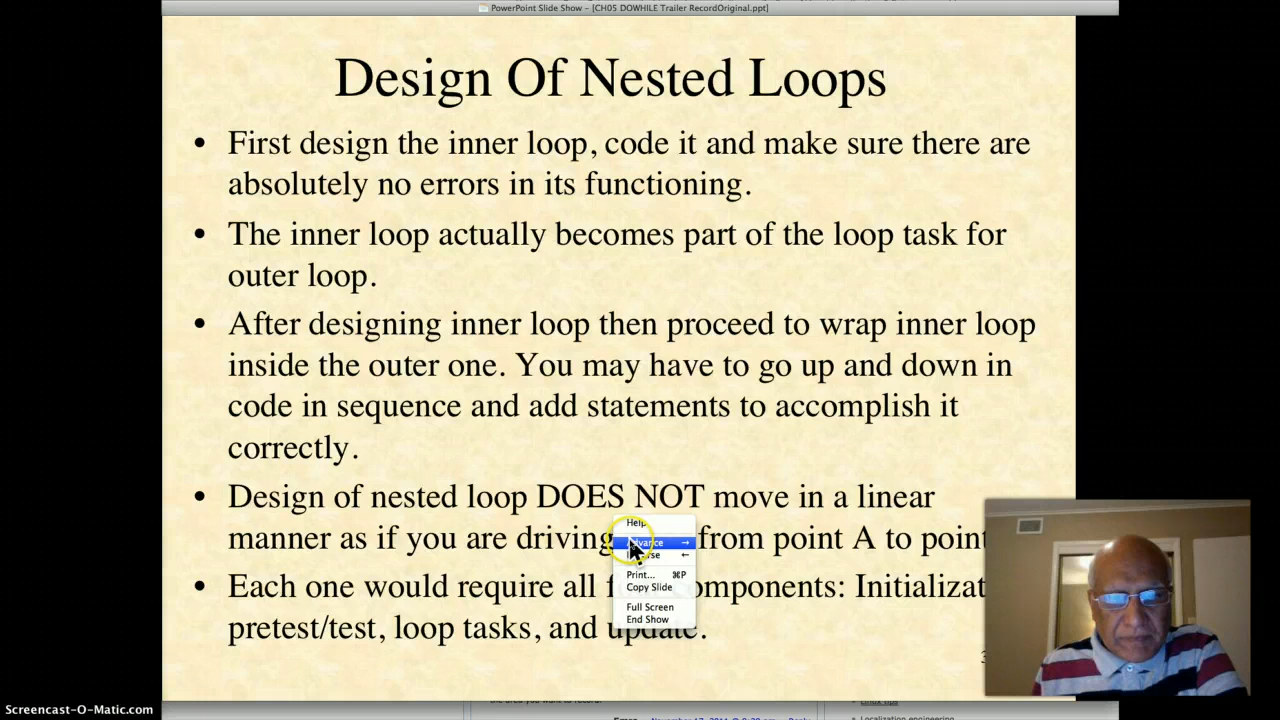 PowerPoint Slide Show – [CH05 DOWHILE Trailer RecordOriginal.ppt]
Design Of Nested Loops
• First design the inner loop, code it and make sure there are
absolutely no errors in its functioning.
• The inner loop actually becomes part of the loop task for
outer loop.
• After designing inner loop then proceed to wrap inner loop
inside the outer one. You may have to go up and down in
code in sequence and add statements to accomplish it
correctly.
• Design of nested loop DOES NOT move in a linear
manner as if you are driving from point A to point
• Each one would require all components: Initializat
pretest/test, loop tasks, and update.
Help
Advance →
←
Print... ⌘P
Copy Slide
Full Screen
End Show
Screencast-O-Matic.com
Localization engineering